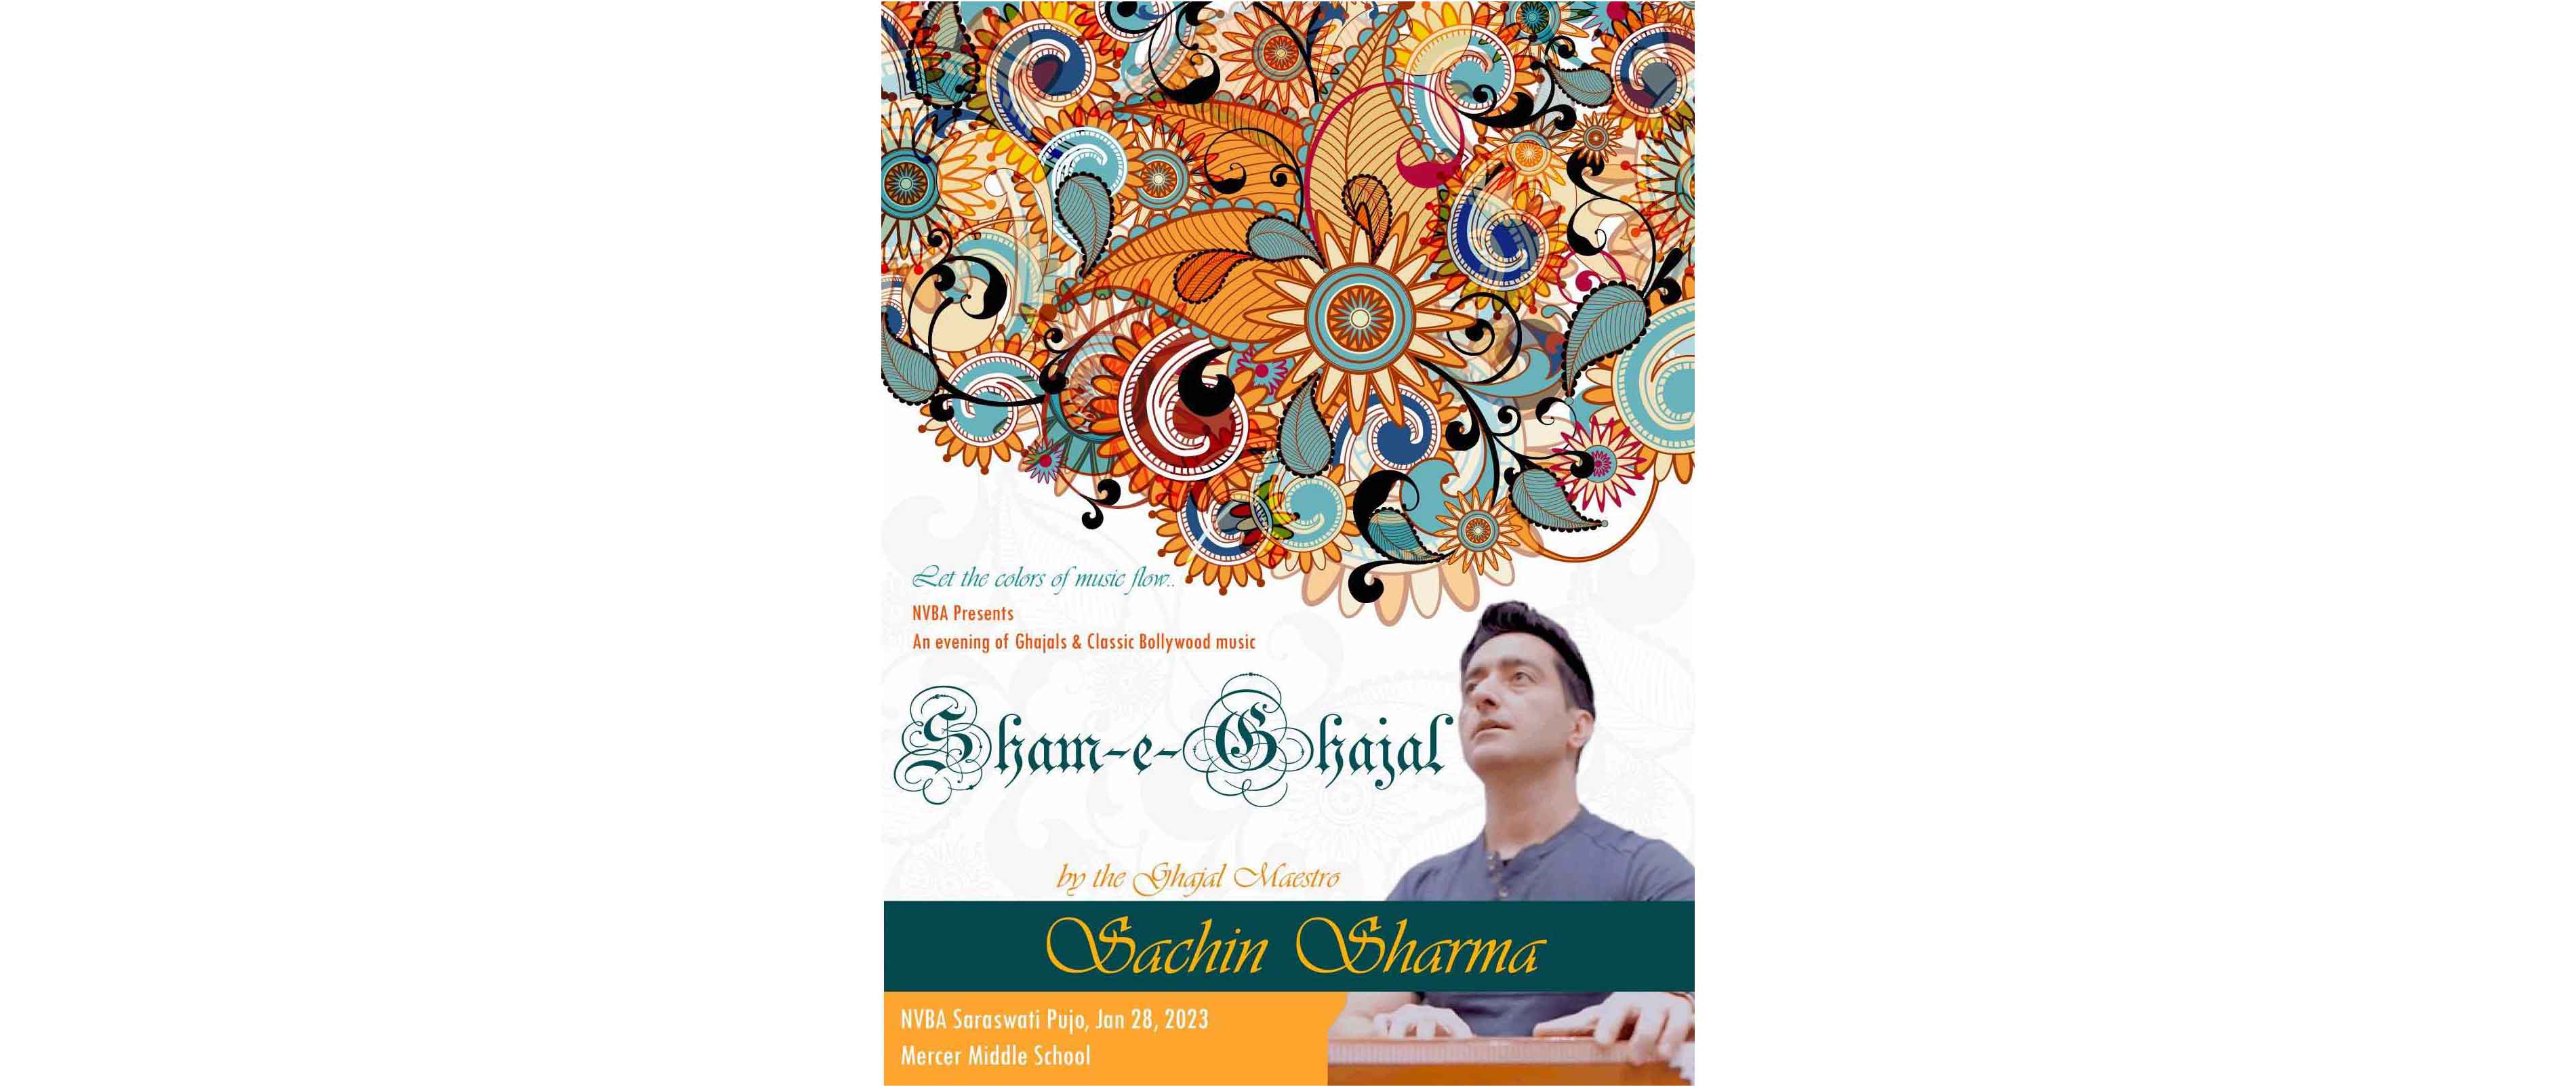 Let the colors of music flow..
NVBA Presents
An evening of Ghajals & Classic Bollywood music
Sham-e-Ghajal
by the Ghajal Maestro
Sachin Sharma
NVBA Saraswati Pujo, Jan 28, 2023
Mercer Middle School